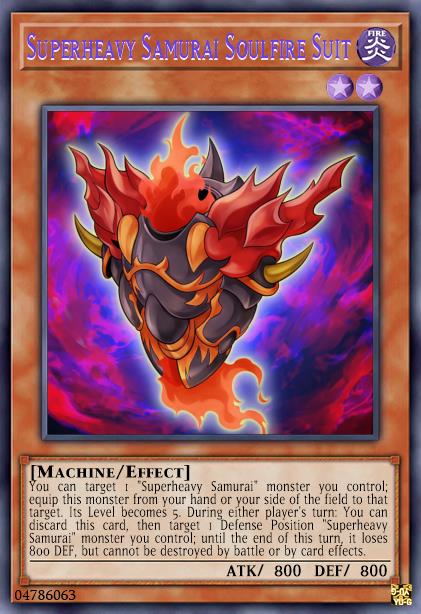 Superheavy Samurai Soulfire Suit
FIRE
炎
[Machine/Effect]
You can target 1 "Superheavy Samurai" monster you control;
equip this monster from your hand or your side of the field to that
target. Its Level becomes 5. During either player's turn: You can
discard this card, then target 1 Defense Position "Superheavy
Samurai" monster you control; until the end of this turn, it loses
800 DEF, but cannot be destroyed by battle or by card effects.
ATK/ 800 DEF/ 800
04786063